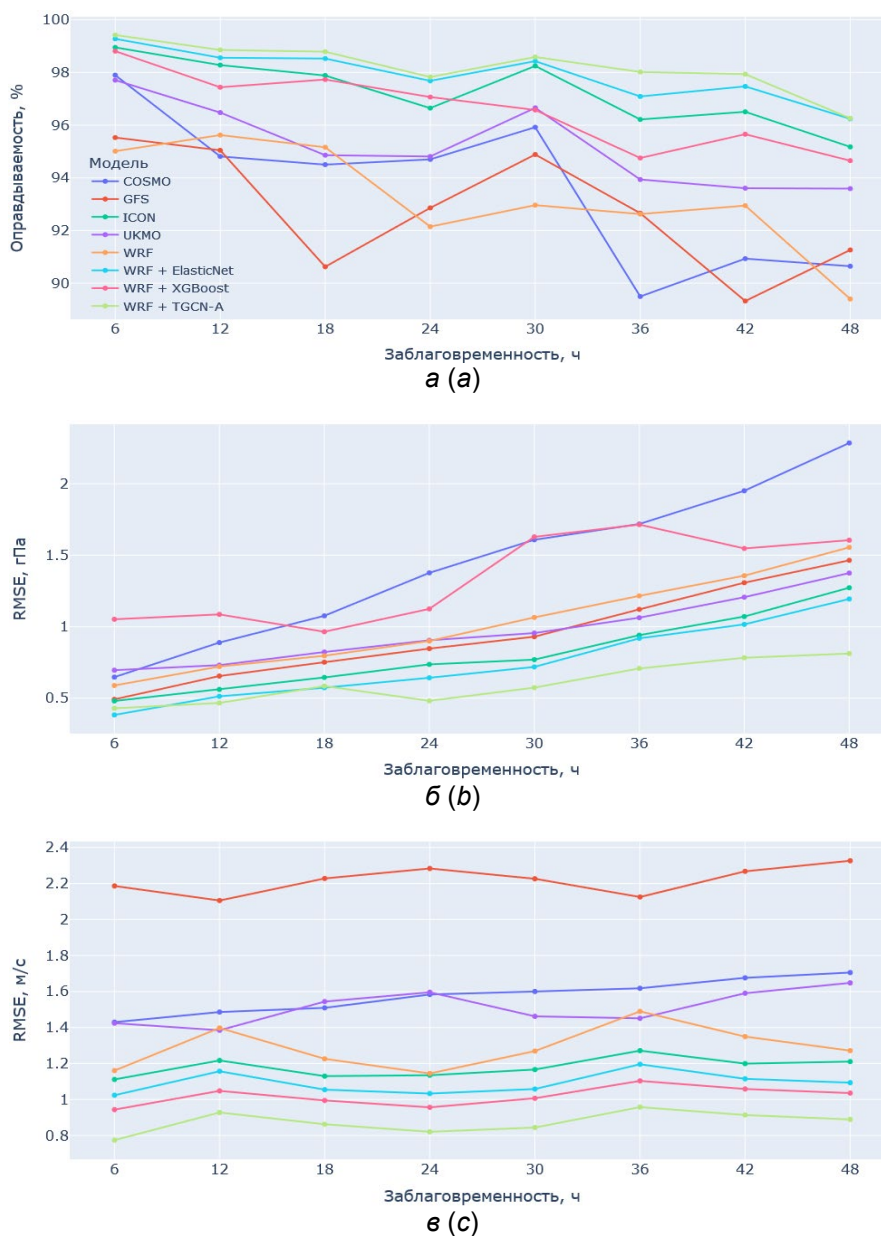 100
98
96
94
92
90
Оправдываемость, %
Модель
COSMO
GFS
ICON
UKMO
WRF
WRF + ElasticNet
WRF + XGBoost
WRF + TGCN-A
6 12 18 24 30 36 42 48
Заблаговременность, ч
а (a)
2
1.5
1
0.5
RMSE, гПа
6 12 18 24 30 36 42 48
Заблаговременность, ч
б (b)
2.4
2.2
2
1.8
1.6
1.4
1.2
1
0.8
RMSE, м/с
6 12 18 24 30 36 42 48
Заблаговременность, ч
в (c)